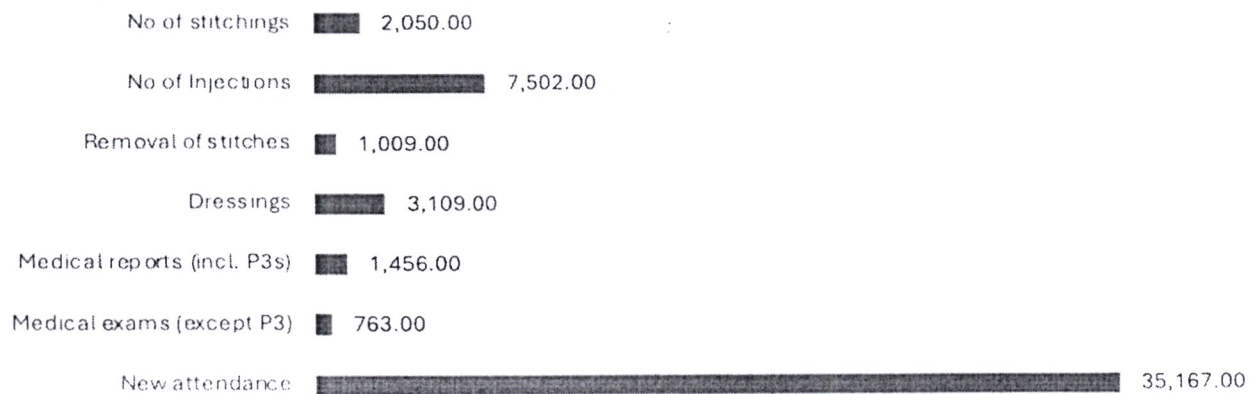 No of stitchings 2,050.00
No of Injections 7,502.00
Removal of stitches 1,009.00
Dressings 3,109.00
Medical reports (incl. P3s) 1,456.00
Medical exams (except P3) 763.00
New attendance 35,167.00